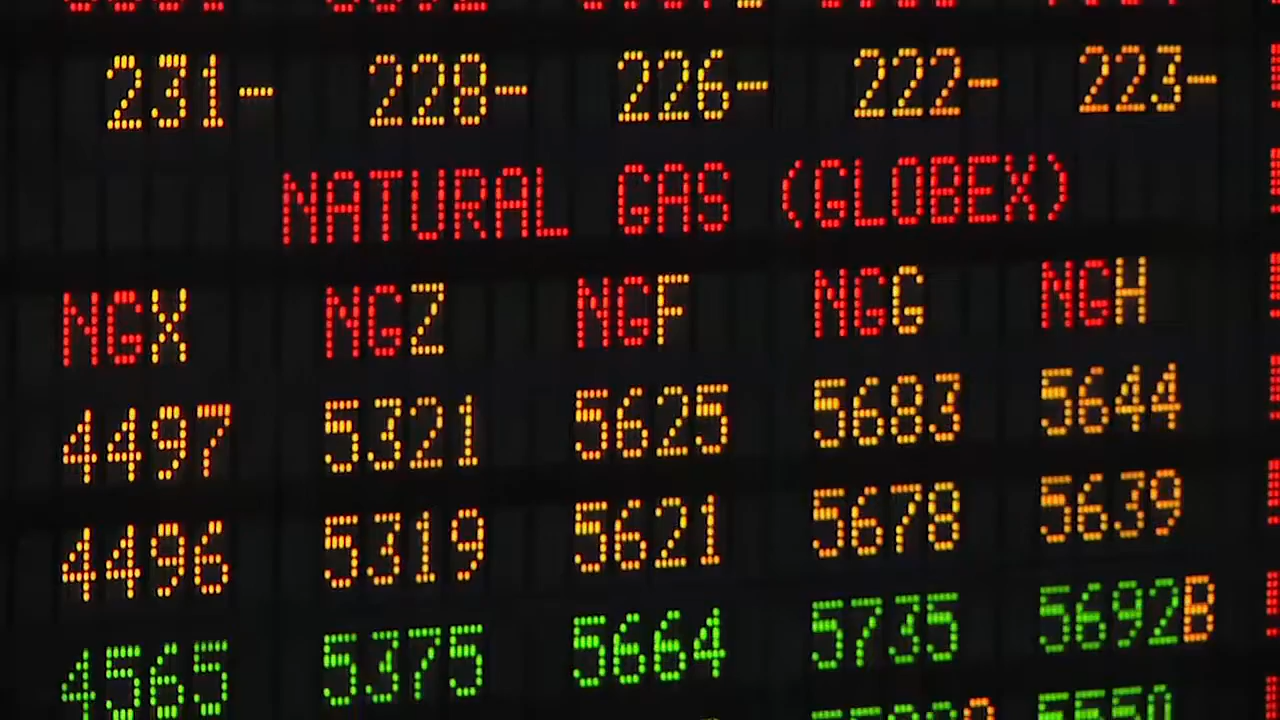 231- 228- 226- 222- 223-
NATURAL GAS (GLOBEX)
NGX NGZ NGF NGG NGH
4497 5321 5625 5683 5644
4496 5319 5621 5678 5639
4565 5375 5664 5735 5692B